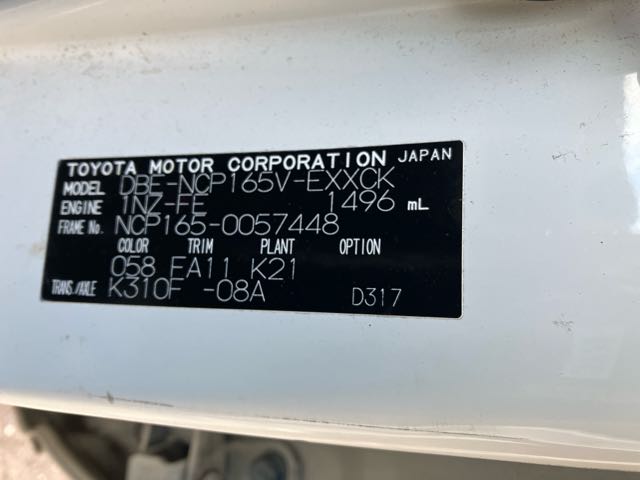 TOYOTA MOTOR CORPORATION JAPAN
MODEL DBE-NCP165V-EXXCK
ENGINE 1NZ-FE 1496 mL
FRAME No. NCP165-0057448
COLOR TRIM PLANT OPTION
058 FA11 K21
TRANS./AXLE K310F -08A D317